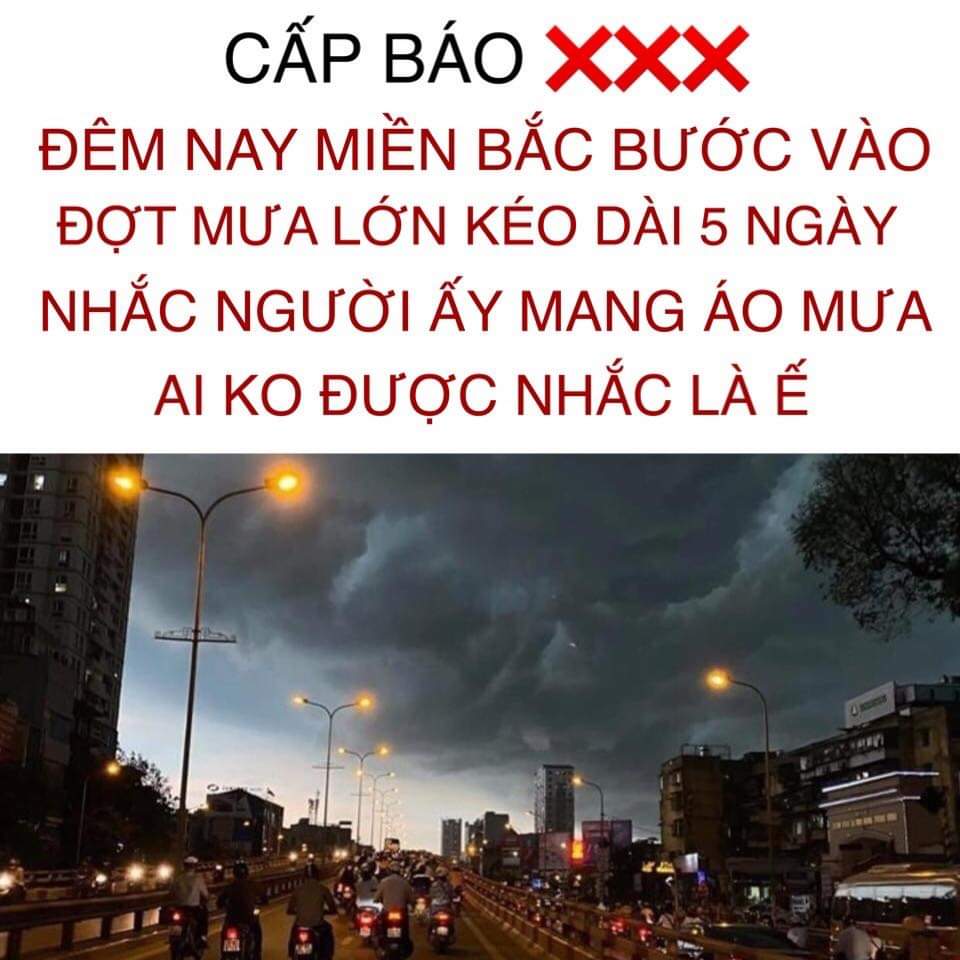 CẤP BÁO ❌❌❌
ĐÊM NAY MIỀN BẮC BƯỚC VÀO
ĐỢT MƯA LỚN KÉO DÀI 5 NGÀY
NHẮC NGƯỜI ẤY MANG ÁO MƯA
AI KO ĐƯỢC NHẮC LÀ Ế